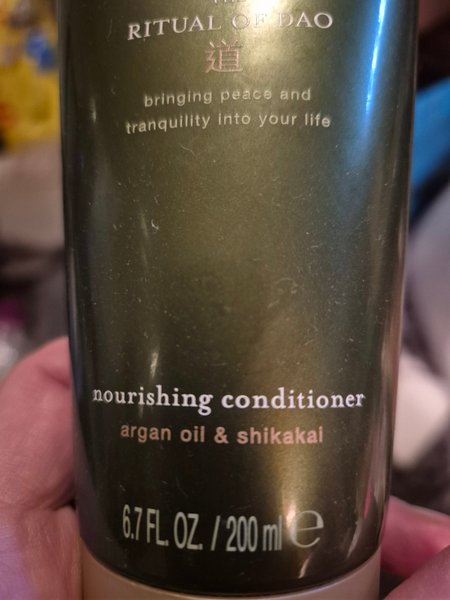 RITUAL OF DAO
道
bringing peace and
tranquility into your life
nourishing conditioner
argan oil & shikakai
6.7 FL. OZ. / 200 ml e